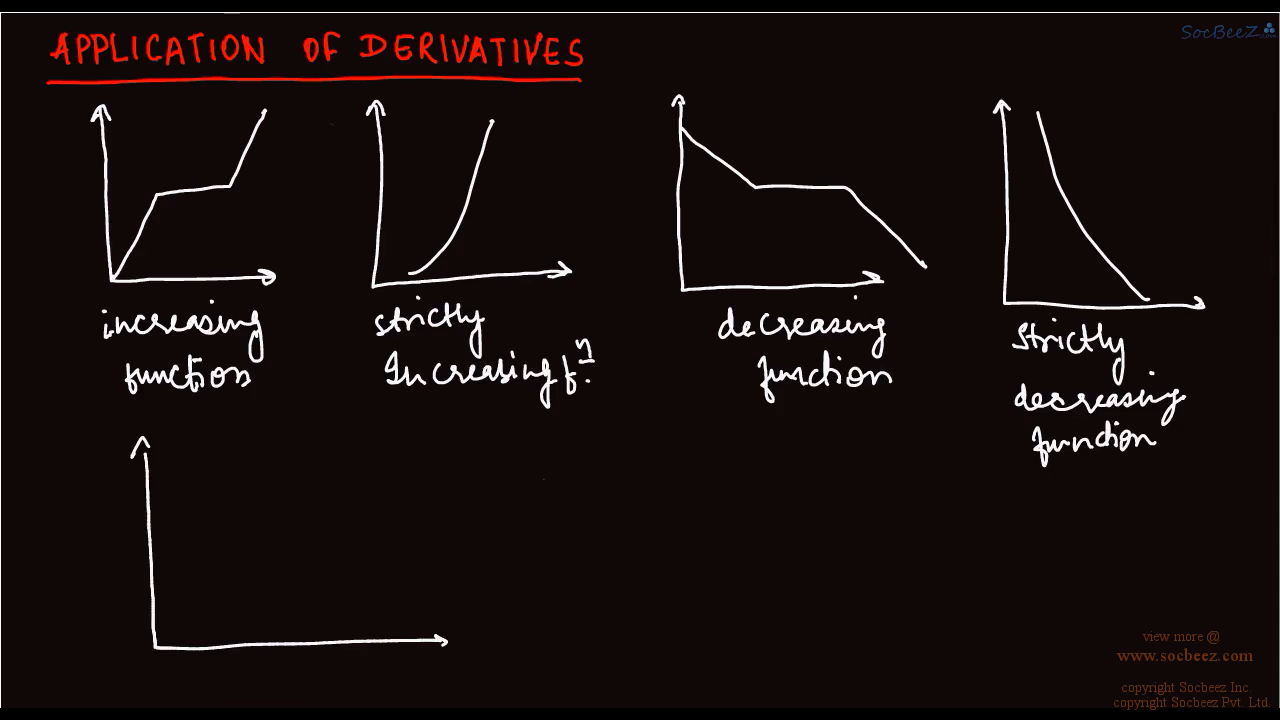 APPLICATION OF DERIVATIVES
SocBeeZ.com
increasing
function
strictly
Increasing fⁿ.
decreasing
function
strictly
decreasing
function
view more @
www.socbeez.com
copyright Socbeez Inc.
copyright Socbeez Pvt. Ltd.